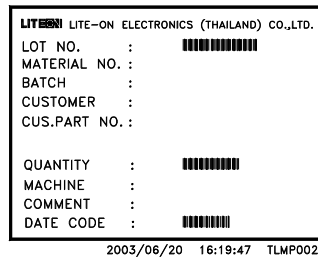 LITEON LITE-ON ELECTRONICS (THAILAND) CO.,LTD.
LOT NO. :
MATERIAL NO. :
BATCH :
CUSTOMER :
CUS.PART NO. :
QUANTITY :
MACHINE :
COMMENT :
DATE CODE :
2003/06/20 16:19:47 TLMP002